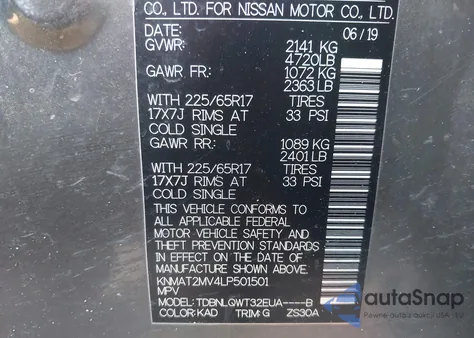 CO., LTD. FOR NISSAN MOTOR CO., LTD.
06/19
GVWR: 2141 KG
4720LB
GAWR FR: 1072 KG
2363 LB
WITH 225/65R17 TIRES
17X7J RIMS AT 33 PSI
COLD SINGLE
GAWR RR: 1089 KG
2401 LB
WITH 225/65R17 TIRES
17X7J RIMS AT 33 PSI
COLD SINGLE
THIS VEHICLE CONFORMS TO
ALL APPLICABLE FEDERAL
MOTOR VEHICLE SAFETY AND
THEFT PREVENTION STANDARDS
IN EFFECT ON THE DATE OF
MANUFACTURE SHOWN ABOVE.
KNMAT2MV4LP501501
MPV
MODEL: TDBNLQWT32EUA----B
COLOR: KAD TRIM: G ZS30A
autoSnap